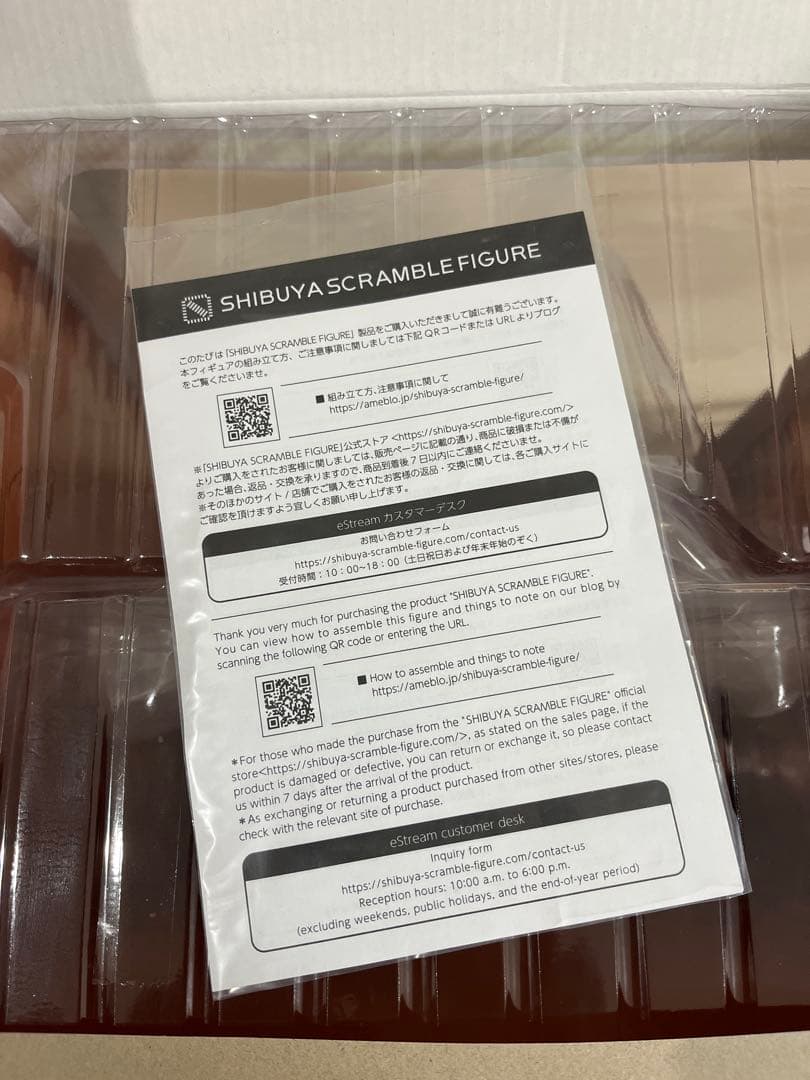 SHIBUYA SCRAMBLE FIGURE
このたびは「SHIBUYA SCRAMBLE FIGURE」製品をご購入いただきまして誠に有難うございます。
本フィギュアの組み立て方、ご注意事項に関しましては下記QRコードまたはURLよりブログ
をご覧くださいませ。
■ 組み立て方、注意事項に関して
https://ameblo.jp/shibuya-scramble-figure/
※「SHIBUYA SCRAMBLE FIGURE」公式ストア <https://shibuya-scramble-figure.com/>
よりご購入をされたお客様に関しましては、販売ページに記載の通り、商品に破損または不備が
あった場合、返品・交換を承りますので、商品到着後7日以内にご連絡くださいませ。
※そのほかのサイト / 店舗でご購入をされたお客様の返品・交換に関しては、各ご購入サイトに
ご確認を頂けますよう宜しくお願い申し上げます。
eStream カスタマーデスク
お問い合わせフォーム
https://shibuya-scramble-figure.com/contact-us
受付時間：10：00~18：00（土日祝日および年末年始のぞく）
Thank you very much for purchasing the product "SHIBUYA SCRAMBLE FIGURE".
You can view how to assemble this figure and things to note on our blog by
scanning the following QR code or entering the URL.
■ How to assemble and things to note
https://ameblo.jp/shibuya-scramble-figure/
*For those who made the purchase from the "SHIBUYA SCRAMBLE FIGURE" official
store<https://shibuya-scramble-figure.com/>, as stated on the sales page, if the
product is damaged or defective, you can return or exchange it, so please contact
us within 7 days after the arrival of the product.
*As exchanging or returning a product purchased from other sites/stores, please
check with the relevant site of purchase.
eStream customer desk
Inquiry form
https://shibuya-scramble-figure.com/contact-us
Reception hours: 10:00 a.m. to 6:00 p.m.
(excluding weekends, public holidays, and the end-of-year period)